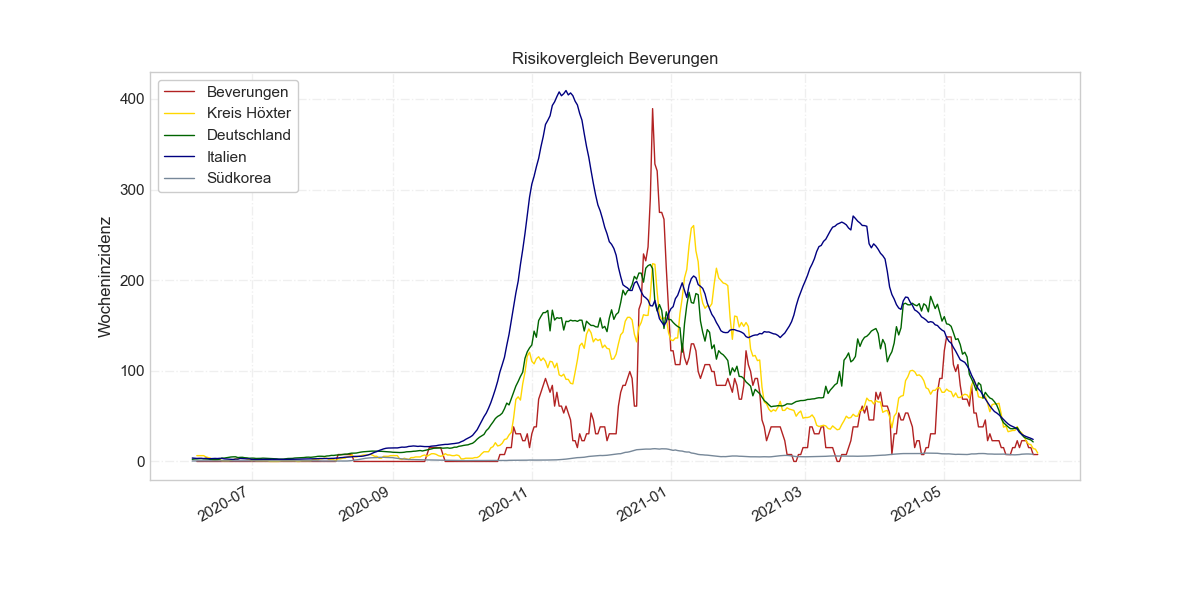 Risikovergleich Beverungen
Beverungen
Kreis Höxter
Deutschland
Italien
Südkorea
Wocheninzidenz
400
300
200
100
0
2020-07
2020-09
2020-11
2021-01
2021-03
2021-05